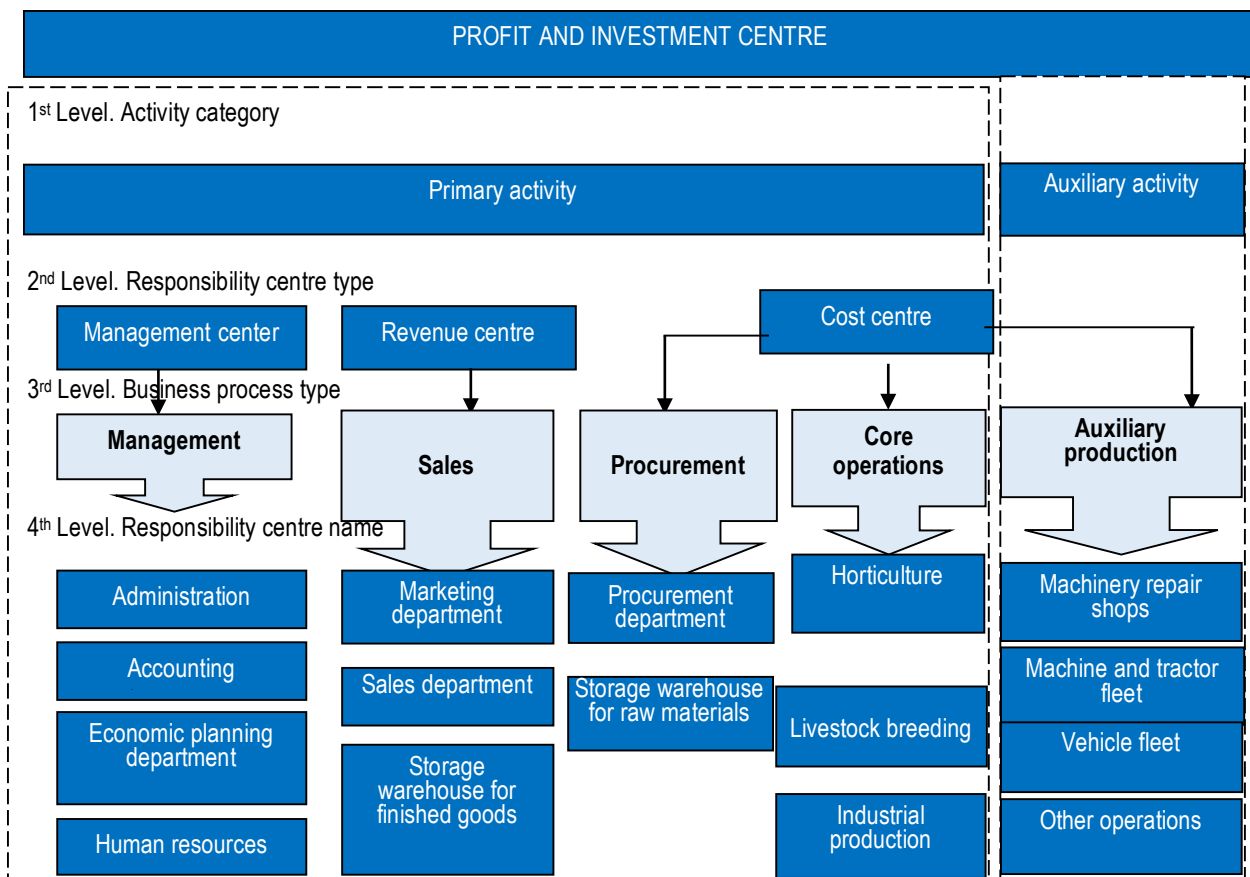 PROFIT AND INVESTMENT CENTRE
1st Level. Activity category
Primary activity
Auxiliary activity
2nd Level. Responsibility centre type
Management center
Revenue centre
Cost centre
3rd Level. Business process type
Management
Sales
Procurement
Core
operations
Auxiliary
production
4th Level. Responsibility centre name
Administration
Accounting
Economic planning
department
Human resources
Marketing
department
Sales department
Storage
warehouse for
finished goods
Procurement
department
Storage warehouse
for raw materials
Horticulture
Livestock breeding
Industrial
production
Machinery repair
shops
Machine and tractor
fleet
Vehicle fleet
Other operations